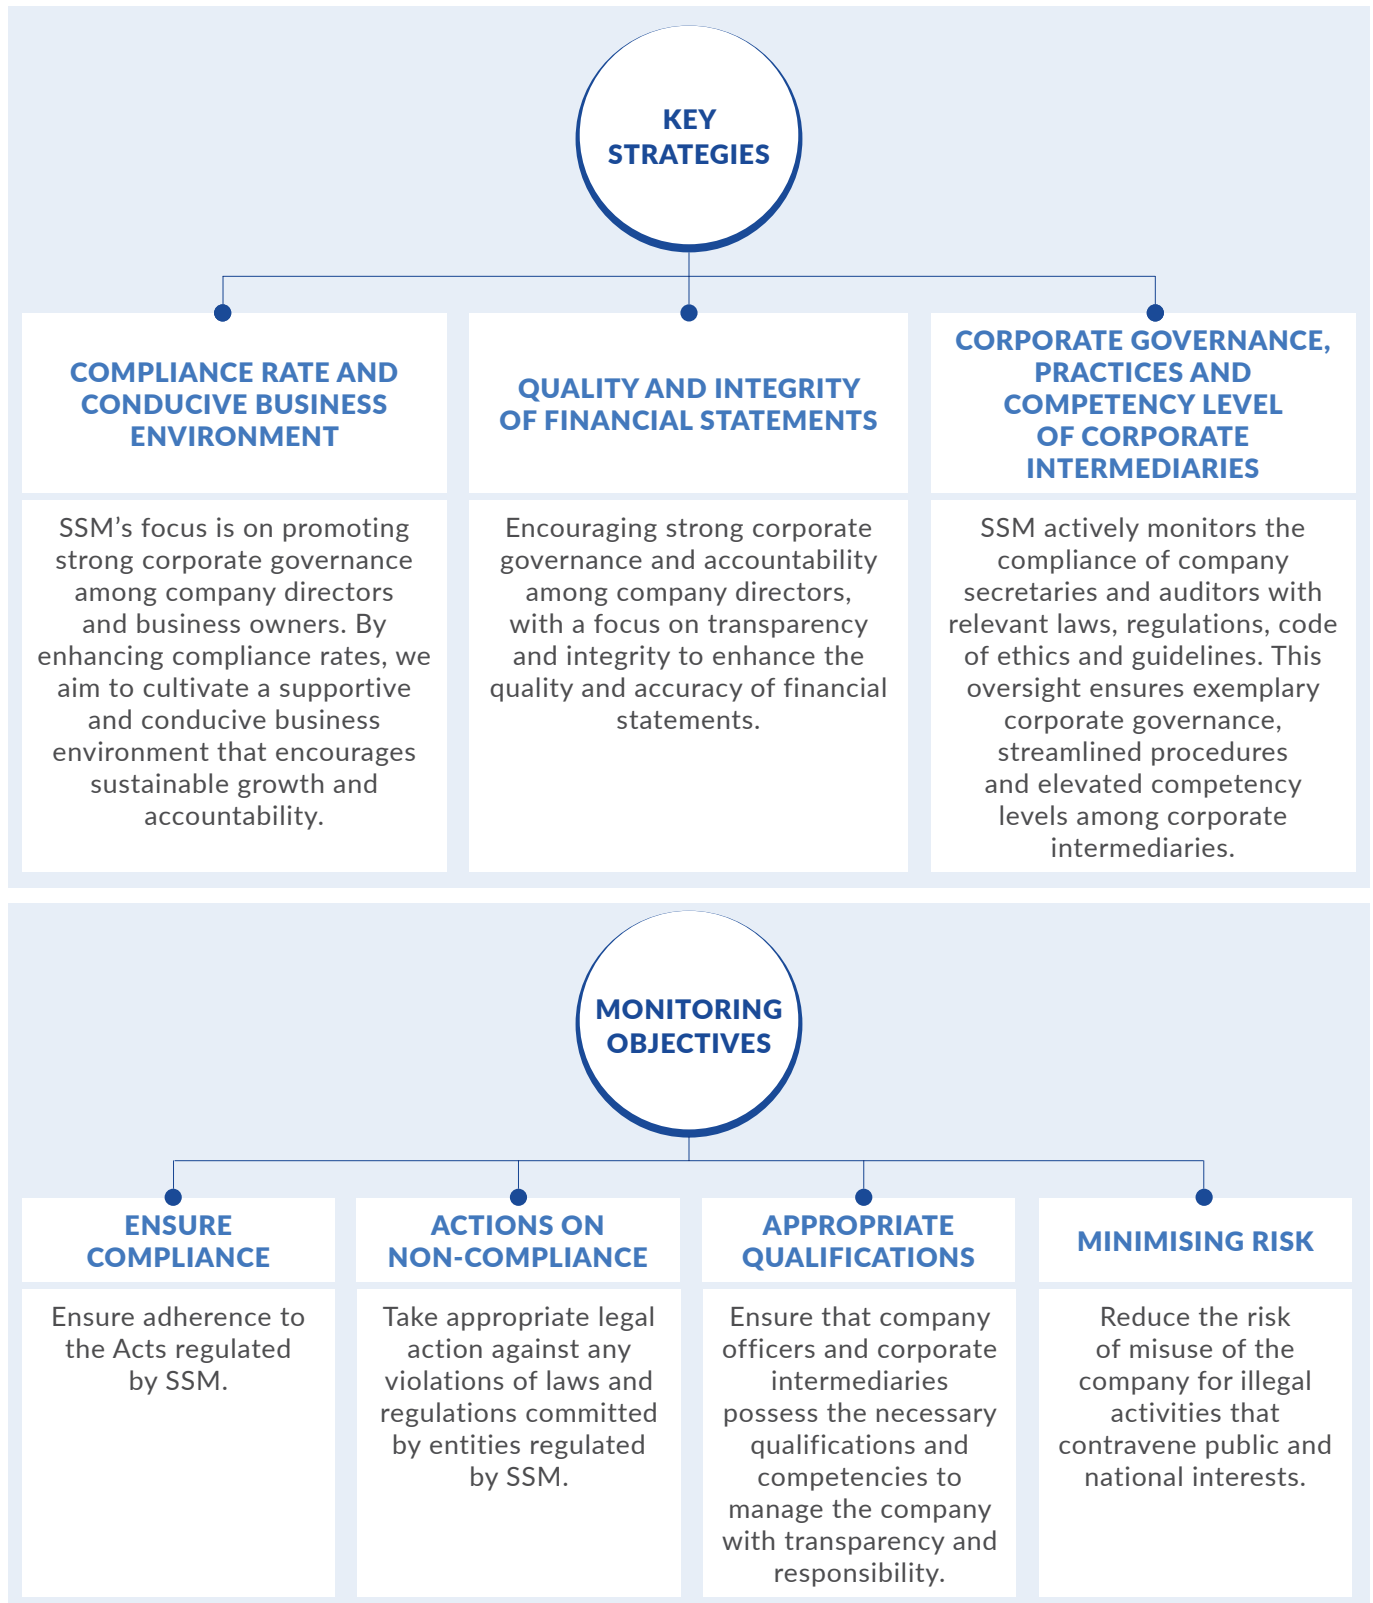 KEY
STRATEGIES
COMPLIANCE RATE AND
CONDUCIVE BUSINESS
ENVIRONMENT
SSM’s focus is on promoting
strong corporate governance
among company directors
and business owners. By
enhancing compliance rates, we
aim to cultivate a supportive
and conducive business
environment that encourages
sustainable growth and
accountability.
QUALITY AND INTEGRITY
OF FINANCIAL STATEMENTS
Encouraging strong corporate
governance and accountability
among company directors,
with a focus on transparency
and integrity to enhance the
quality and accuracy of financial
statements.
CORPORATE GOVERNANCE,
PRACTICES AND
COMPETENCY LEVEL
OF CORPORATE
INTERMEDIARIES
SSM actively monitors the
compliance of company
secretaries and auditors with
relevant laws, regulations, code
of ethics and guidelines. This
oversight ensures exemplary
corporate governance,
streamlined procedures
and elevated competency
levels among corporate
intermediaries.
MONITORING
OBJECTIVES
ENSURE
COMPLIANCE
Ensure adherence to
the Acts regulated
by SSM.
ACTIONS ON
NON-COMPLIANCE
Take appropriate legal
action against any
violations of laws and
regulations committed
by entities regulated
by SSM.
APPROPRIATE
QUALIFICATIONS
Ensure that company
officers and corporate
intermediaries
possess the necessary
qualifications and
competencies to
manage the company
with transparency and
responsibility.
MINIMISING RISK
Reduce the risk
of misuse of the
company for illegal
activities that
contravene public and
national interests.